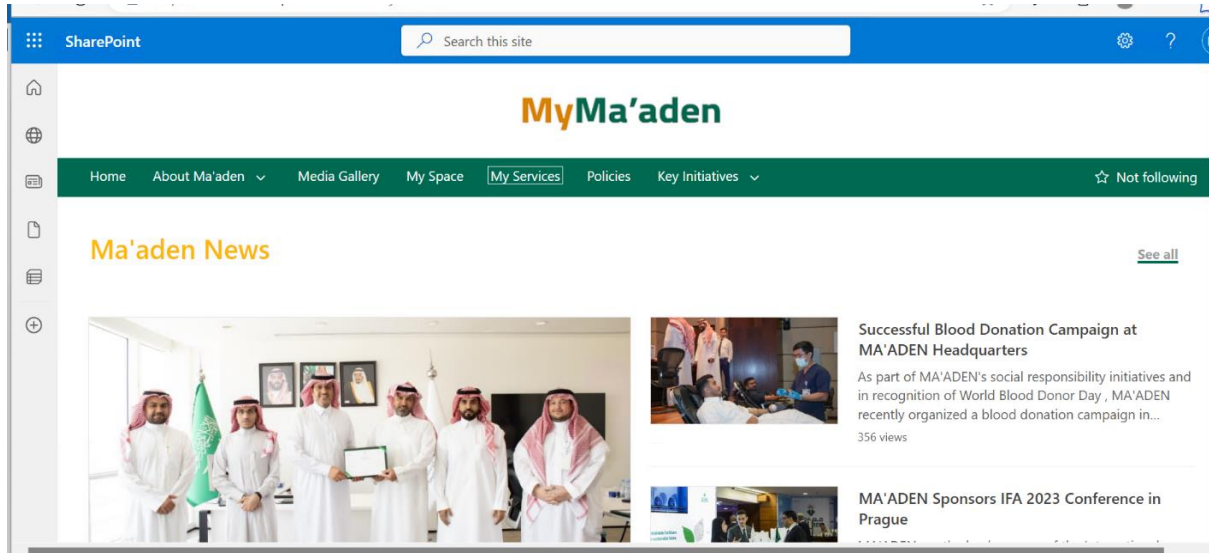 SharePoint
Search this site
MyMa'aden
Home About Ma'aden Media Gallery My Space My Services Policies Key Initiatives Not following
Ma'aden News
See all
Successful Blood Donation Campaign at
MA'ADEN Headquarters
As part of MA'ADEN's social responsibility initiatives and
in recognition of World Blood Donor Day , MA'ADEN
recently organized a blood donation campaign in...
356 views
MA'ADEN Sponsors IFA 2023 Conference in
Prague